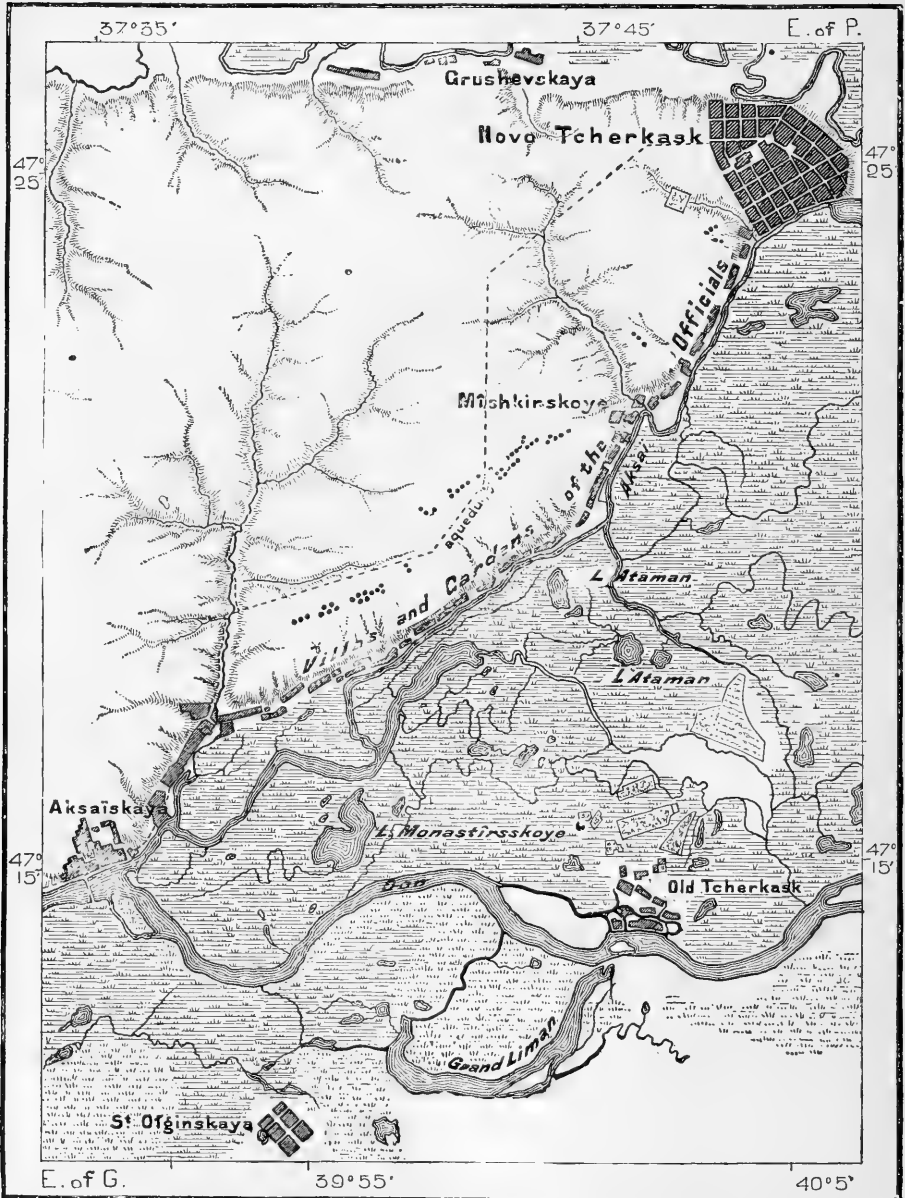 37°35'
37°45'
E. of P.
Grushevskaya
Novo Tcherkask
47°
25'
47°
25'
Villas and Gardens of the Officials
Mishkinskoye
Aksai
aqueduct
L. Ataman
L. Ataman
Aksaïskaya
L. Monastirsskoye
47°
15'
47°
15'
Don
Old Tcherkask
Grand Liman
St Olginskaya
E. of G.
39°55
40°5'